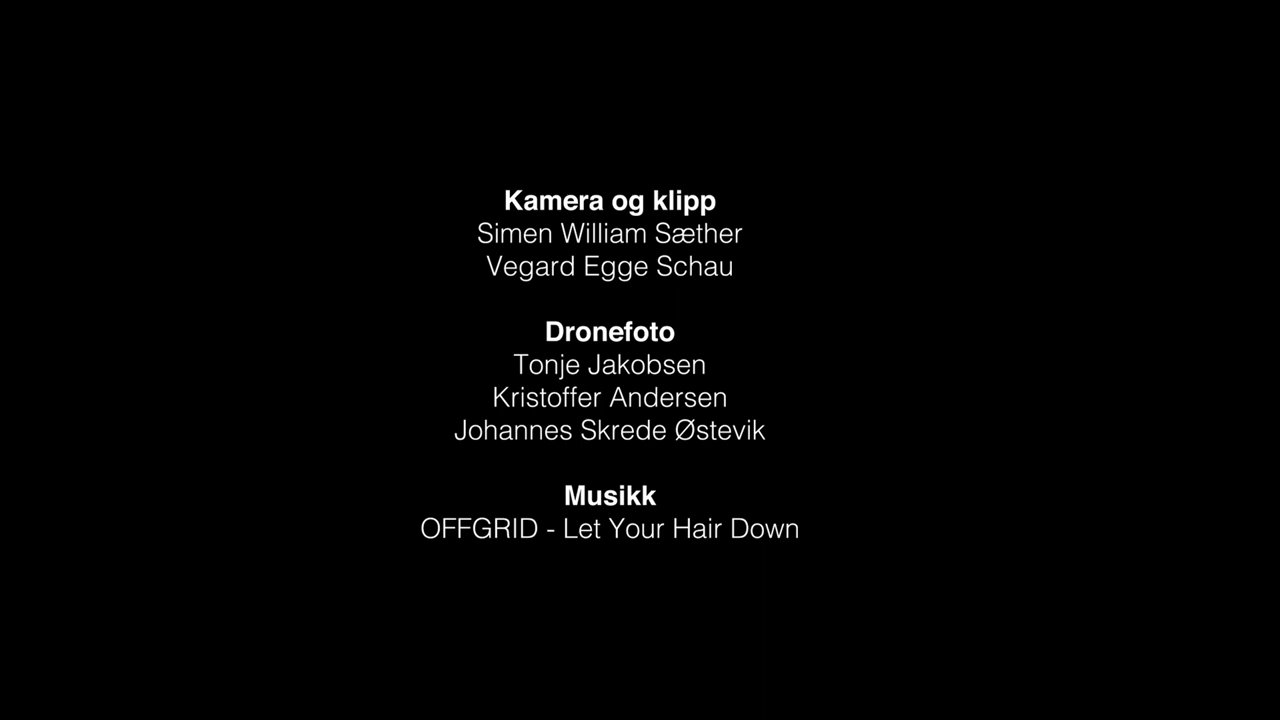 Kamera og klipp
Simen William Sæther
Vegard Egge Schau
Dronefoto
Tonje Jakobsen
Kristoffer Andersen
Johannes Skrede Østevik
Musikk
OFFGRID - Let Your Hair Down